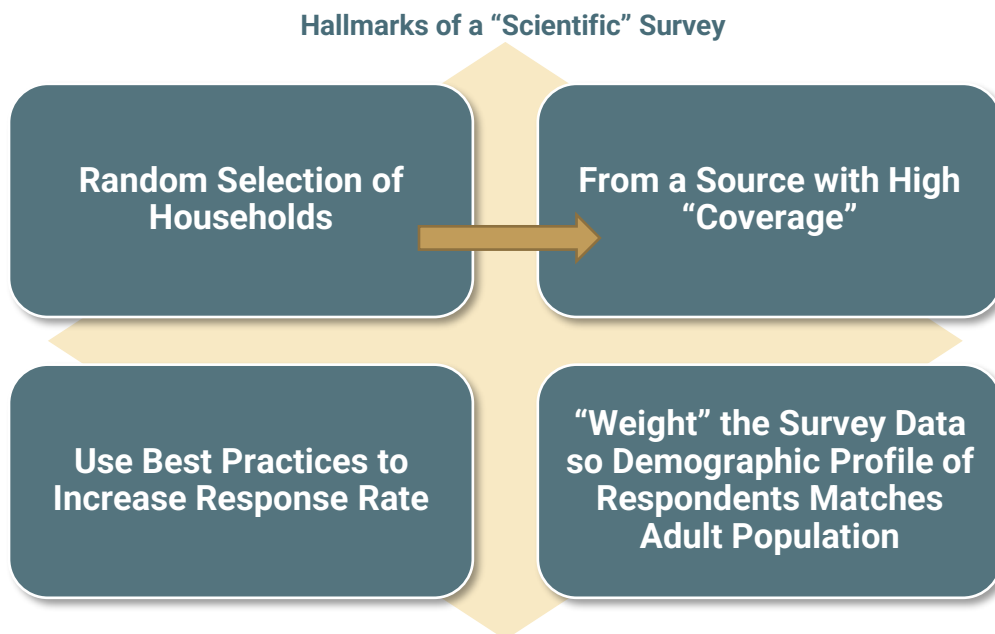 Hallmarks of a “Scientific” Survey
Random Selection of
Households
From a Source with High
“Coverage”
Use Best Practices to
Increase Response Rate
“Weight” the Survey Data
so Demographic Profile of
Respondents Matches
Adult Population